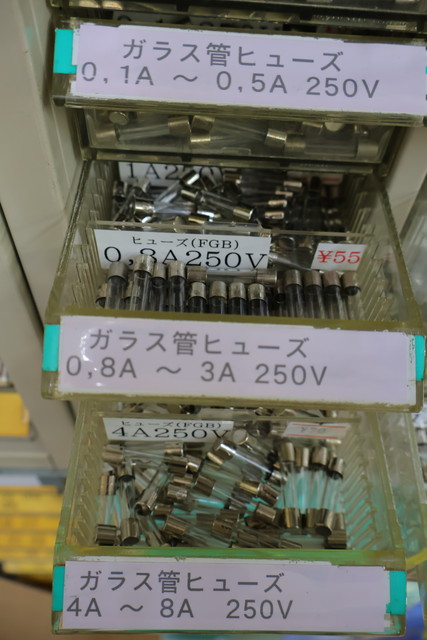 ガラス管ヒューズ
0,1A ～ 0,5A 250V
1A250V
ヒューズ(FGB)
0,8A250V
¥55
ガラス管ヒューズ
0,8A ～ 3A 250V
ヒューズ(FGB)
4A250V
ガラス管ヒューズ
4A ～ 8A 250V